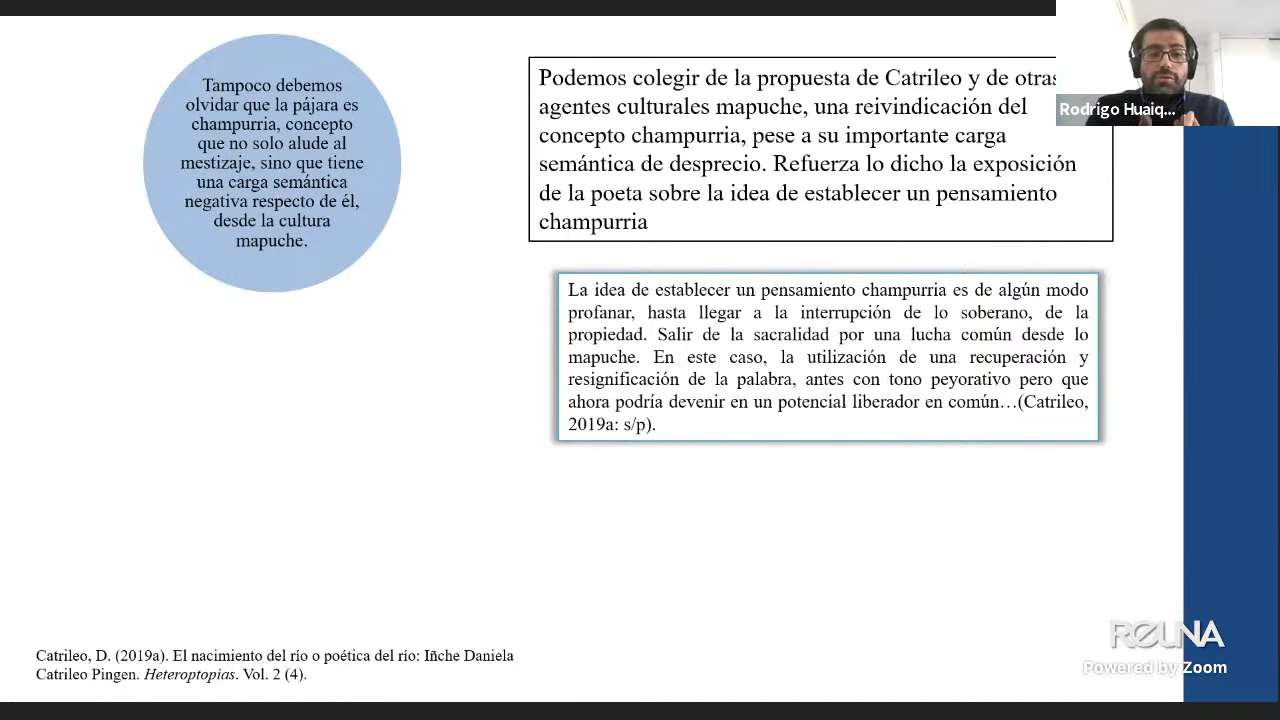 Tampoco debemos
olvidar que la pájara es
champurria, concepto
que no solo alude al
mestizaje, sino que tiene
una carga semántica
negativa respecto de él,
desde la cultura
mapuche.
Podemos colegir de la propuesta de Catrileo y de otras
agentes culturales mapuche, una reivindicación del
concepto champurria, pese a su importante carga
semántica de desprecio. Refuerza lo dicho la exposición
de la poeta sobre la idea de establecer un pensamiento
champurria
Rodrigo Huaiq...
La idea de establecer un pensamiento champurria es de algún modo
profanar, hasta llegar a la interrupción de lo soberano, de la
propiedad. Salir de la sacralidad por una lucha común desde lo
mapuche. En este caso, la utilización de una recuperación y
resignificación de la palabra, antes con tono peyorativo pero que
ahora podría devenir en un potencial liberador en común…(Catrileo,
2019a: s/p).
Catrileo, D. (2019a). El nacimiento del río o poética del río: Iñche Daniela
Catrileo Pingen. Heteroptopías. Vol. 2 (4).
REUNA
Powered by Zoom